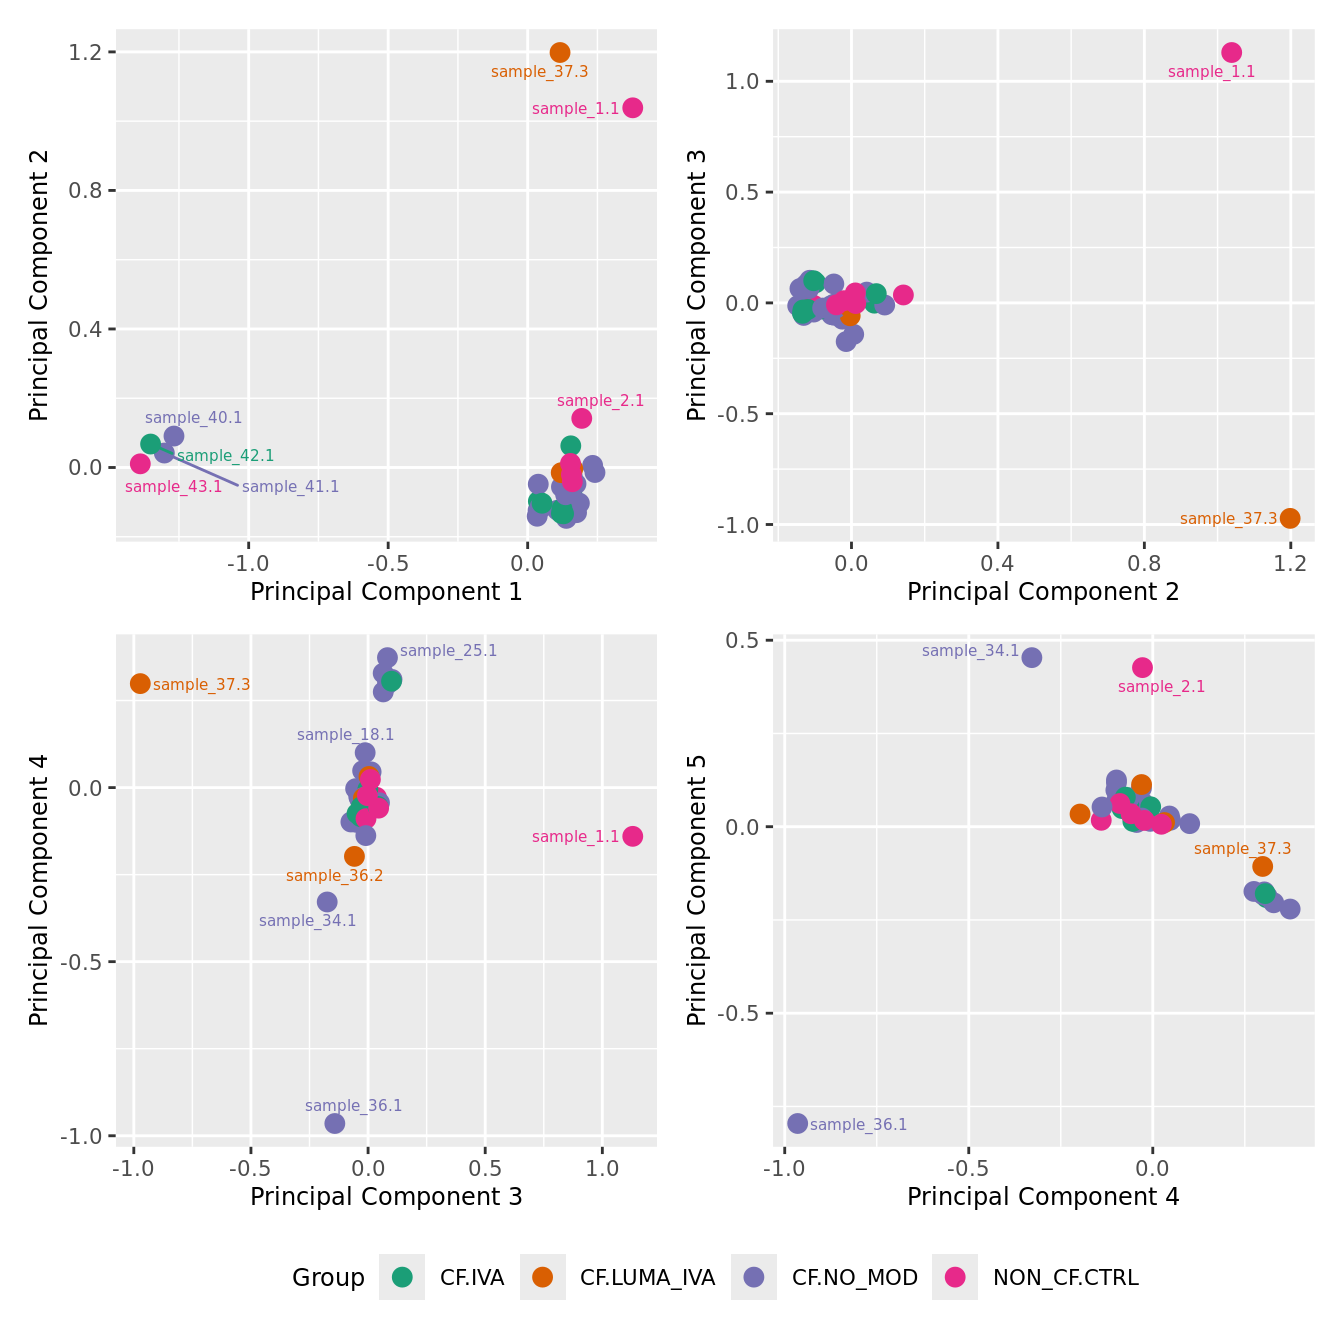 1.2
0.8
0.4
0.0
Principal Component 2
sample_37.3
sample_1.1
sample_2.1
sample_40.1
sample_42.1
sample_43.1
sample_41.1
-1.0 -0.5 0.0
Principal Component 1
1.0
0.5
0.0
-0.5
-1.0
Principal Component 3
sample_1.1
sample_37.3
0.0 0.4 0.8 1.2
Principal Component 2
0.0
-0.5
-1.0
Principal Component 4
sample_25.1
sample_37.3
sample_18.1
sample_1.1
sample_36.2
sample_34.1
sample_36.1
-1.0 -0.5 0.0 0.5 1.0
Principal Component 3
0.5
0.0
-0.5
Principal Component 5
sample_34.1
sample_2.1
sample_37.3
sample_36.1
-1.0 -0.5 0.0
Principal Component 4
Group CF.IVA CF.LUMA_IVA CF.NO_MOD NON_CF.CTRL